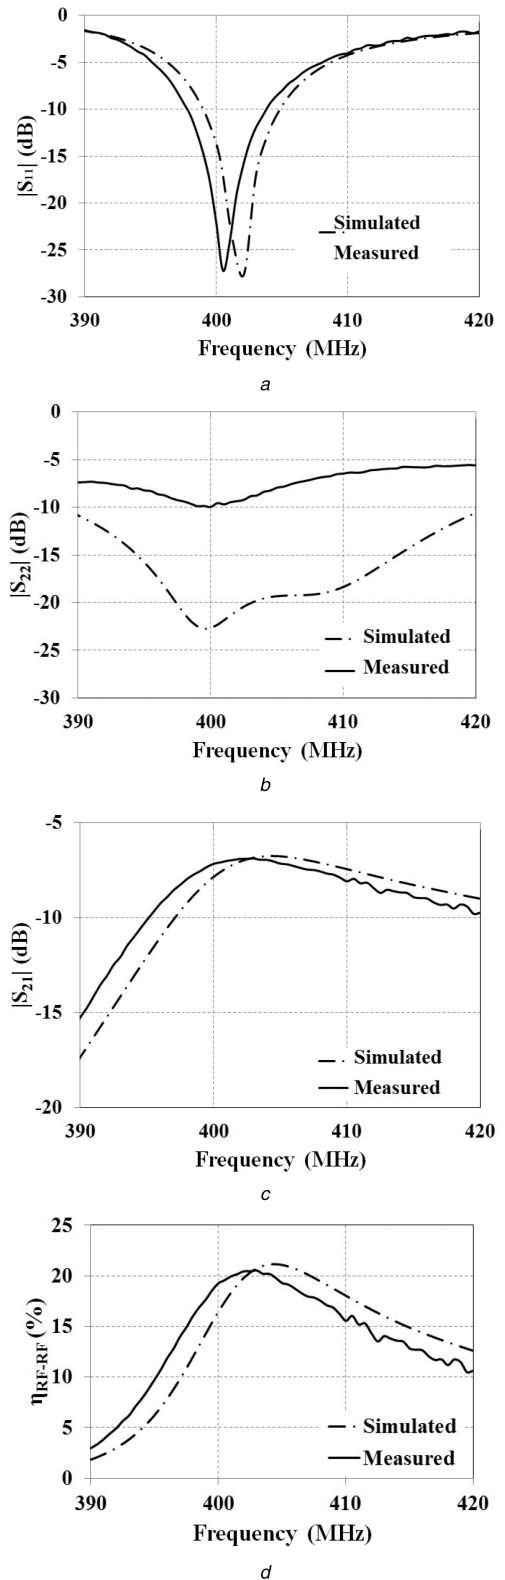 0
-5
-10
-15
-20
-25
-30
|S11| (dB)
Simulated
Measured
390 400 410 420
Frequency (MHz)
a
0
-5
-10
-15
-20
-25
-30
|S22| (dB)
Simulated
Measured
390 400 410 420
Frequency (MHz)
b
-5
-10
-15
-20
|S21| (dB)
Simulated
Measured
390 400 410 420
Frequency (MHz)
c
25
20
15
10
5
0
ηRF-RF (%)
Simulated
Measured
390 400 410 420
Frequency (MHz)
d